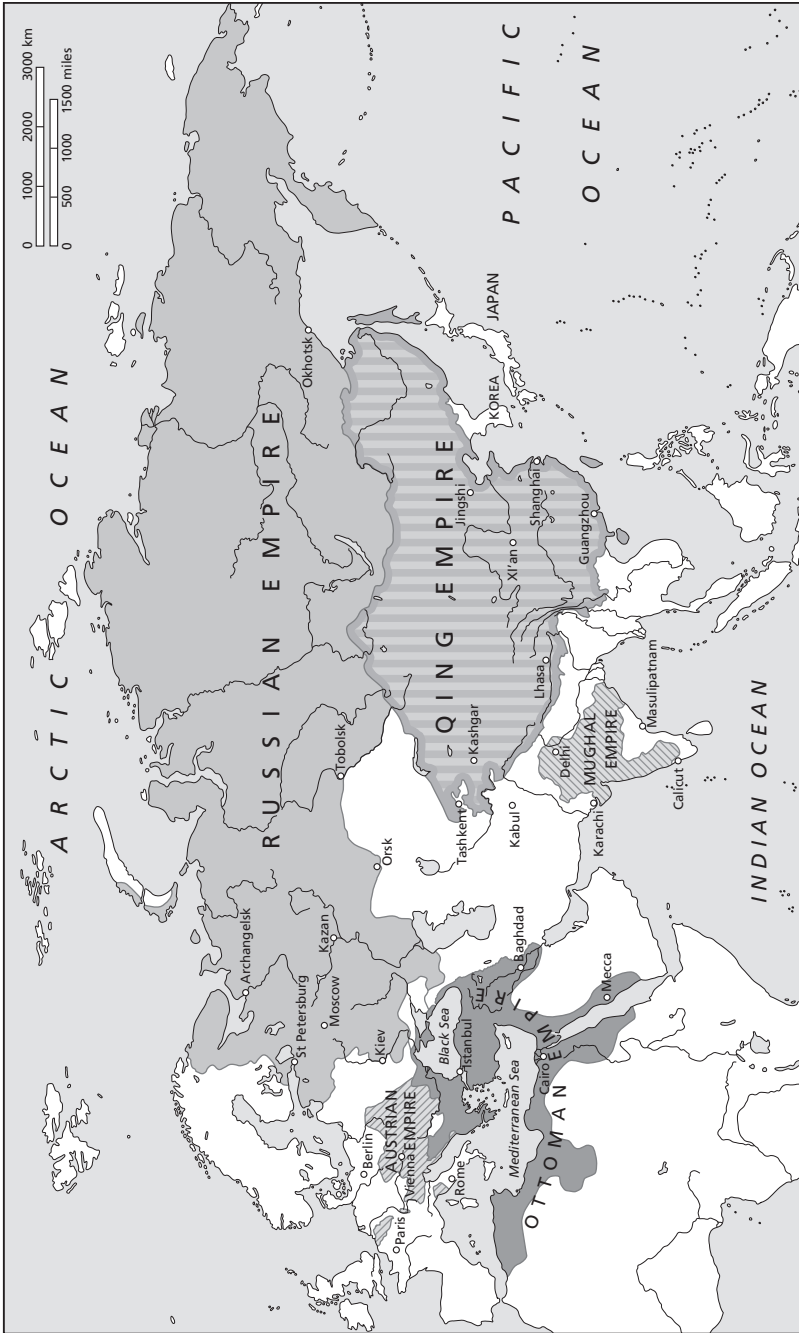 ARCTIC OCEAN
0 1000 2000 3000 km
0 500 1000 1500 miles
PACIFIC
OCEAN
RUSSIAN EMPIRE
Okhotsk
Tobolsk
Archangelsk
St Petersburg
Moscow
Kazan
Orsk
Kiev
QING EMPIRE
Jingshi
Xi'an
Shanghai
Guangzhou
Kashgar
Lhasa
KOREA
JAPAN
Tashkent
Kabul
Karachi
Delhi
MUGHAL
EMPIRE
Masulipatnam
Calicut
INDIAN OCEAN
Berlin
AUSTRIAN
EMPIRE
Vienna
Paris
Rome
Black Sea
Istanbul
Mediterranean Sea
OTTOMAN EMPIRE
Baghdad
Cairo
Mecca